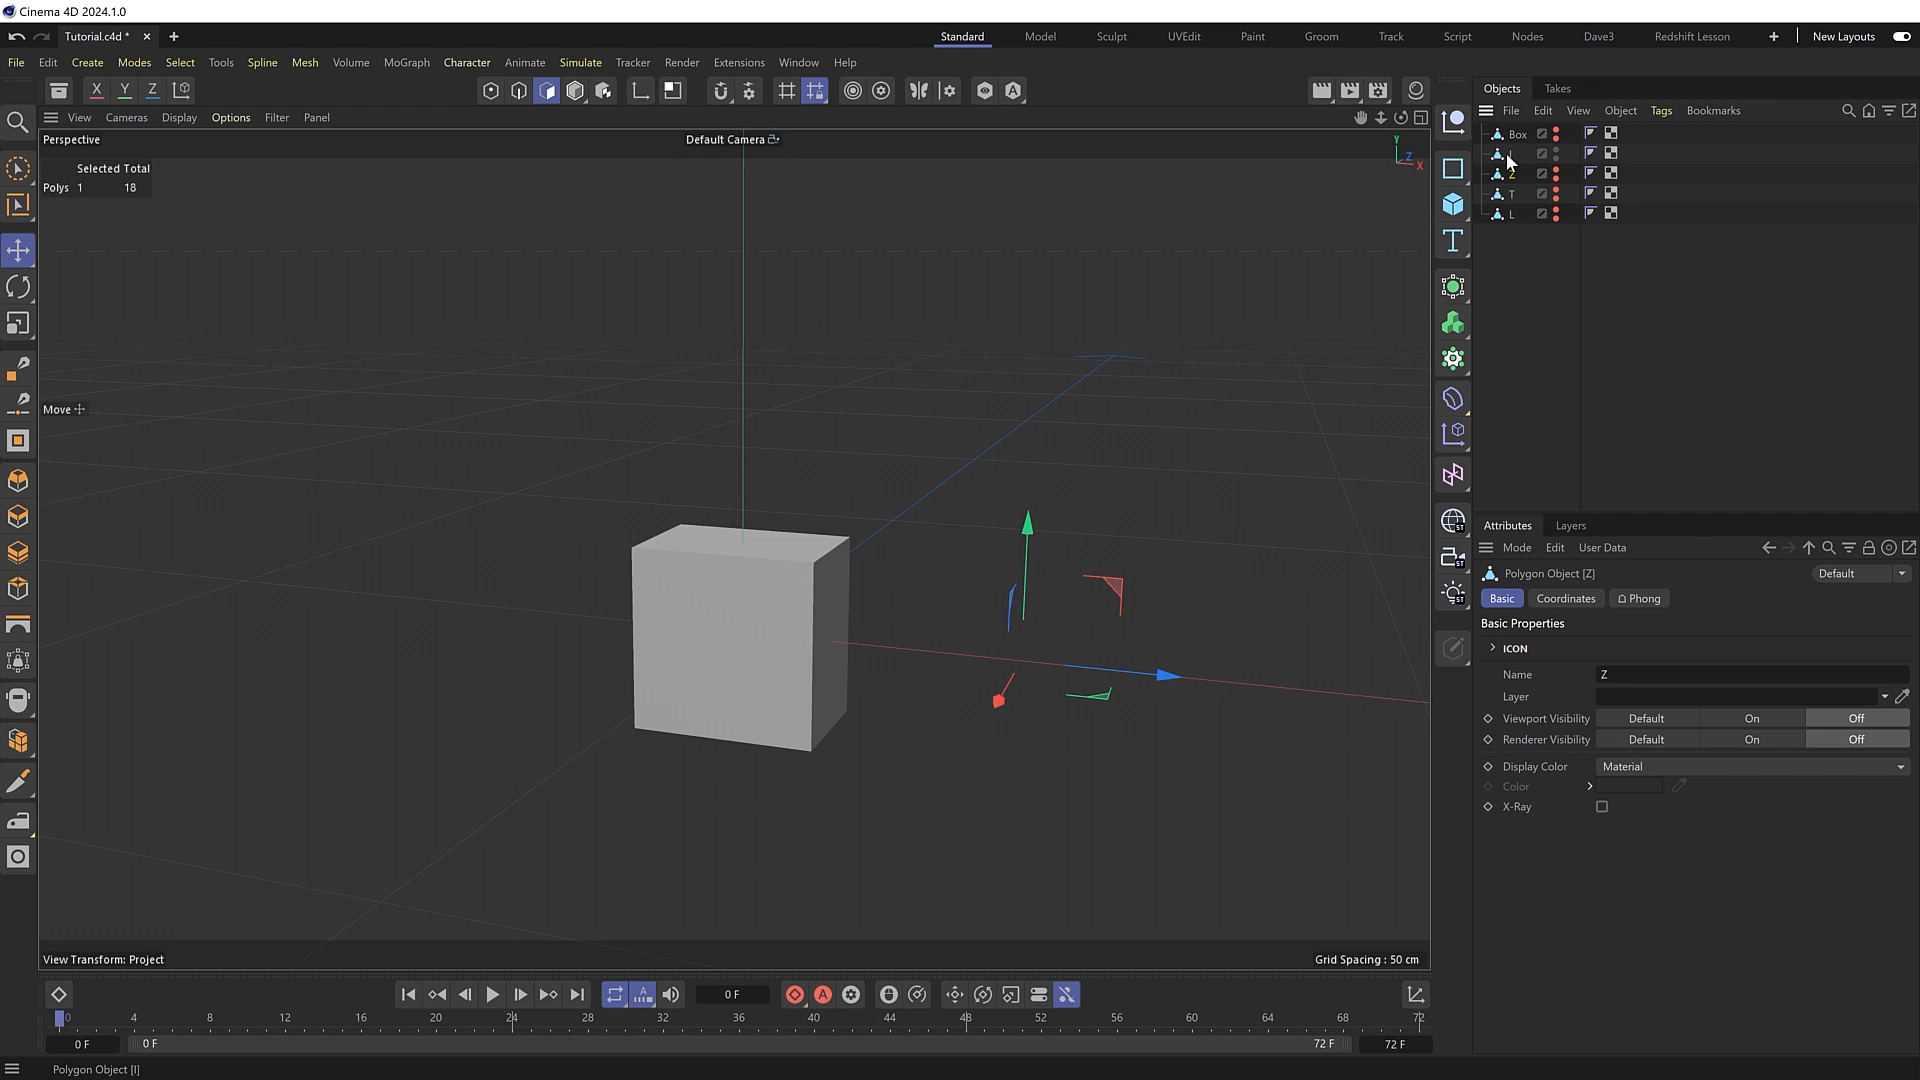 Cinema 4D 2024.1.0
Tutorial.c4d *
Standard Model Sculpt UVEdit Paint Groom Track Script Nodes Dave3 Redshift Lesson New Layouts
File Edit Create Modes Select Tools Spline Mesh Volume MoGraph Character Animate Simulate Tracker Render Extensions Window Help
X Y Z
Objects Takes
File Edit View Object Tags Bookmarks
View Cameras Display Options Filter Panel
Perspective
Default Camera
Y
Z
X
Selected Total
Polys 1 18
Box
Z
T
L
Move
View Transform: Project
Grid Spacing : 50 cm
Attributes Layers
Mode Edit User Data
Polygon Object [Z]
Default
Basic Coordinates Phong
Basic Properties
ICON
Name Z
Layer
Viewport Visibility Default On Off
Renderer Visibility Default On Off
Display Color Material
Color
X-Ray
ST
ST
ST
0 F
0 4 8 12 16 20 24 28 32 36 40 44 48 52 56 60 64 68 72
0 F 0 F 72 F 72 F
Polygon Object [I]